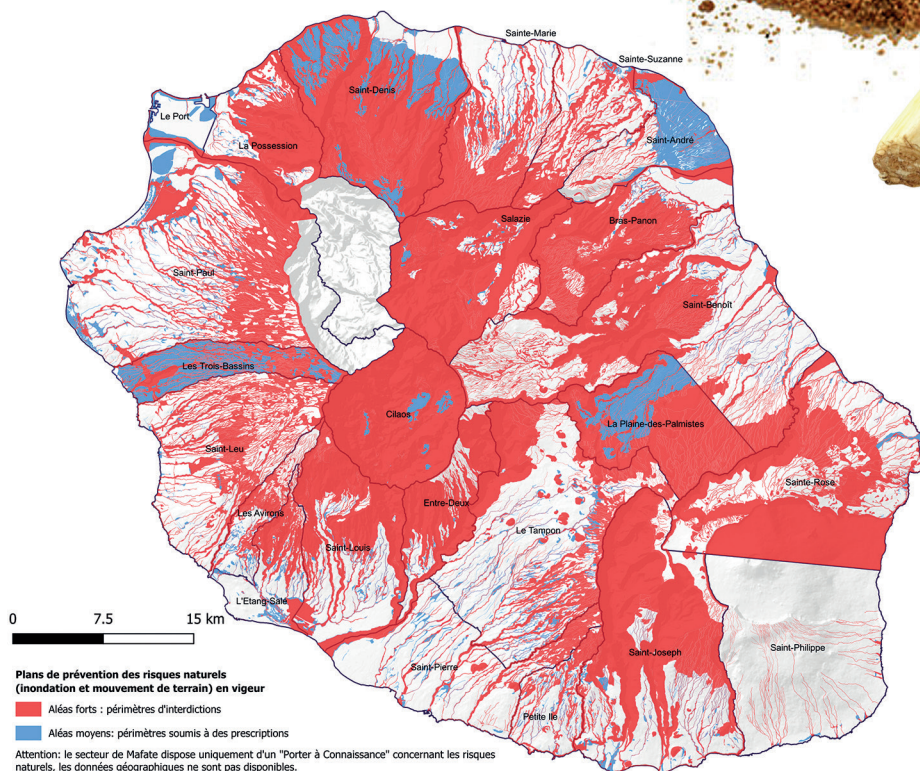 Sainte-Marie
Sainte-Suzanne
Saint-Denis
Le Port
Saint-André
La Possession
Salazie
Bras-Panon
Saint-Paul
Saint-Benoît
Les Trois-Bassins
Cilaos
La Plaine-des-Palmistes
Saint-Leu
Sainte-Rose
Entre-Deux
Les Avirons
Le Tampon
Saint-Louis
L'Etang-Salé
Saint-Philippe
Saint-Joseph
Saint-Pierre
Petite Ile
0 7.5 15 km
Plans de prévention des risques naturels
(inondation et mouvement de terrain) en vigueur
Aléas forts : périmètres d'interdictions
Aléas moyens: périmètres soumis à des prescriptions
Attention: le secteur de Mafate dispose uniquement d'un "Porter à Connaissance" concernant les risques
naturels, les données géographiques ne sont pas disponibles.